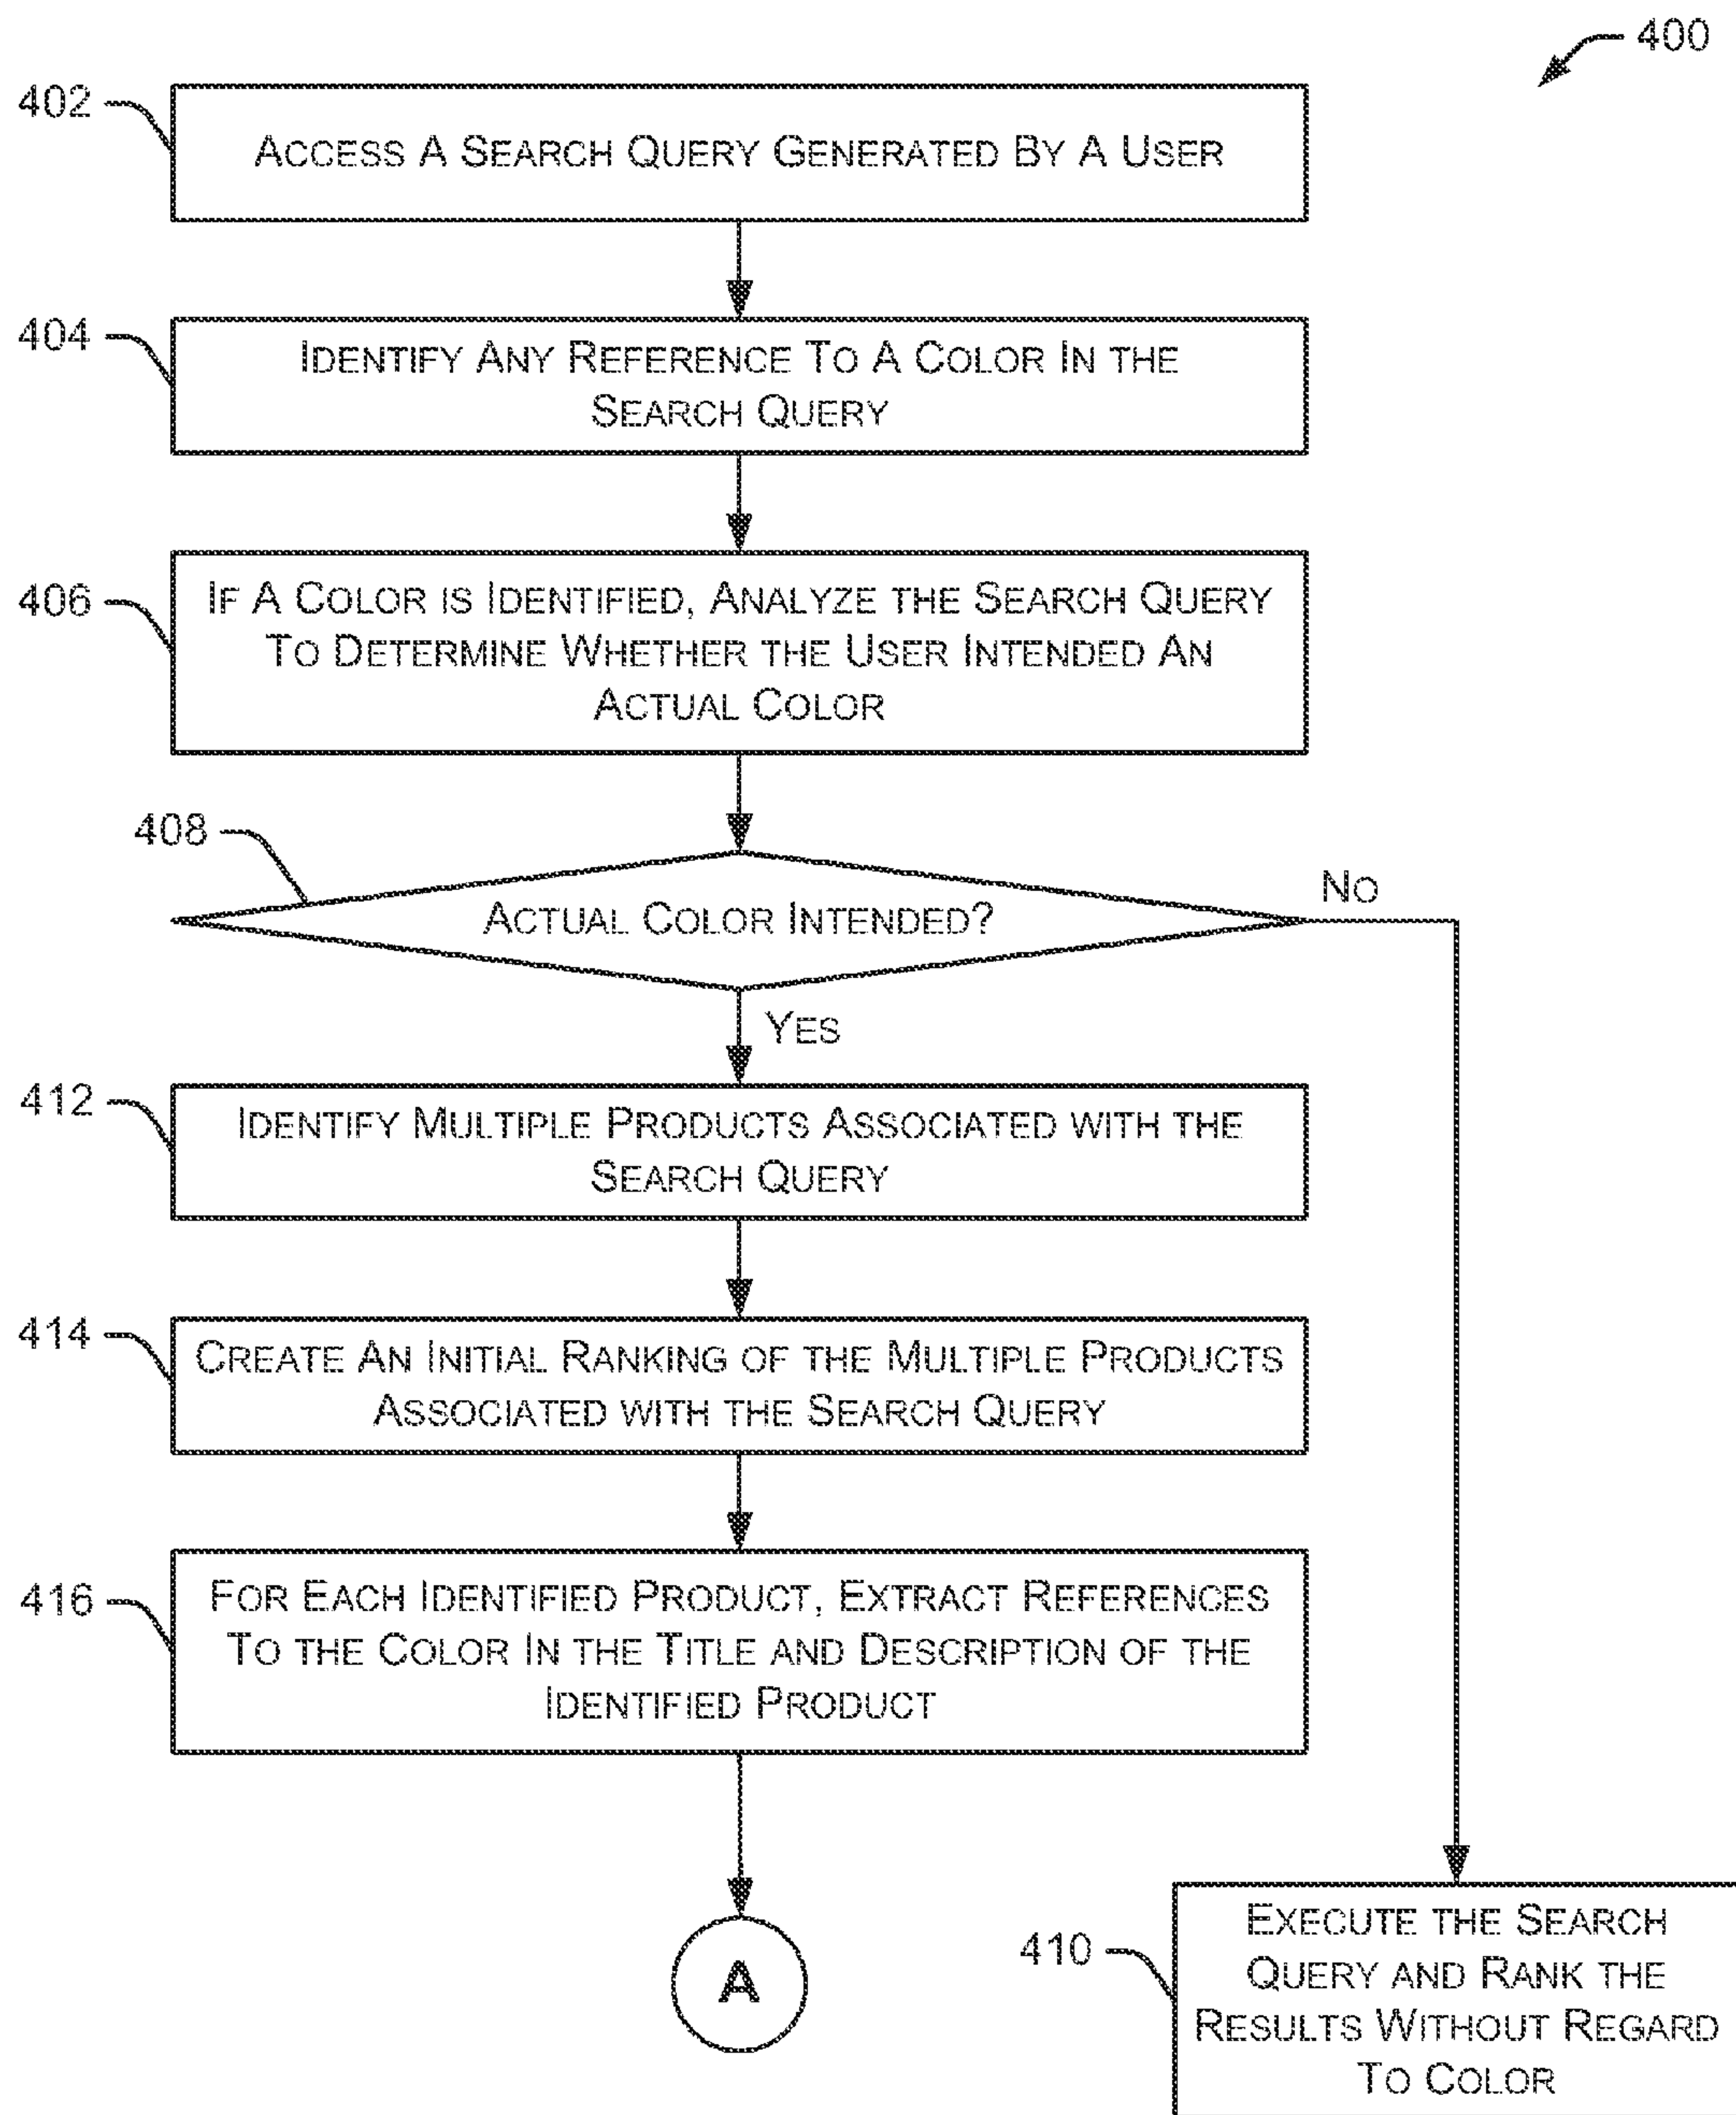 400
402
ACCESS A SEARCH QUERY GENERATED BY A USER
404
IDENTIFY ANY REFERENCE TO A COLOR IN THE
SEARCH QUERY
406
IF A COLOR IS IDENTIFIED, ANALYZE THE SEARCH QUERY
TO DETERMINE WHETHER THE USER INTENDED AN
ACTUAL COLOR
408
ACTUAL COLOR INTENDED?
NO
YES
412
IDENTIFY MULTIPLE PRODUCTS ASSOCIATED WITH THE
SEARCH QUERY
414
CREATE AN INITIAL RANKING OF THE MULTIPLE PRODUCTS
ASSOCIATED WITH THE SEARCH QUERY
416
FOR EACH IDENTIFIED PRODUCT, EXTRACT REFERENCES
TO THE COLOR IN THE TITLE AND DESCRIPTION OF THE
IDENTIFIED PRODUCT
A
410
EXECUTE THE SEARCH
QUERY AND RANK THE
RESULTS WITHOUT REGARD
TO COLOR